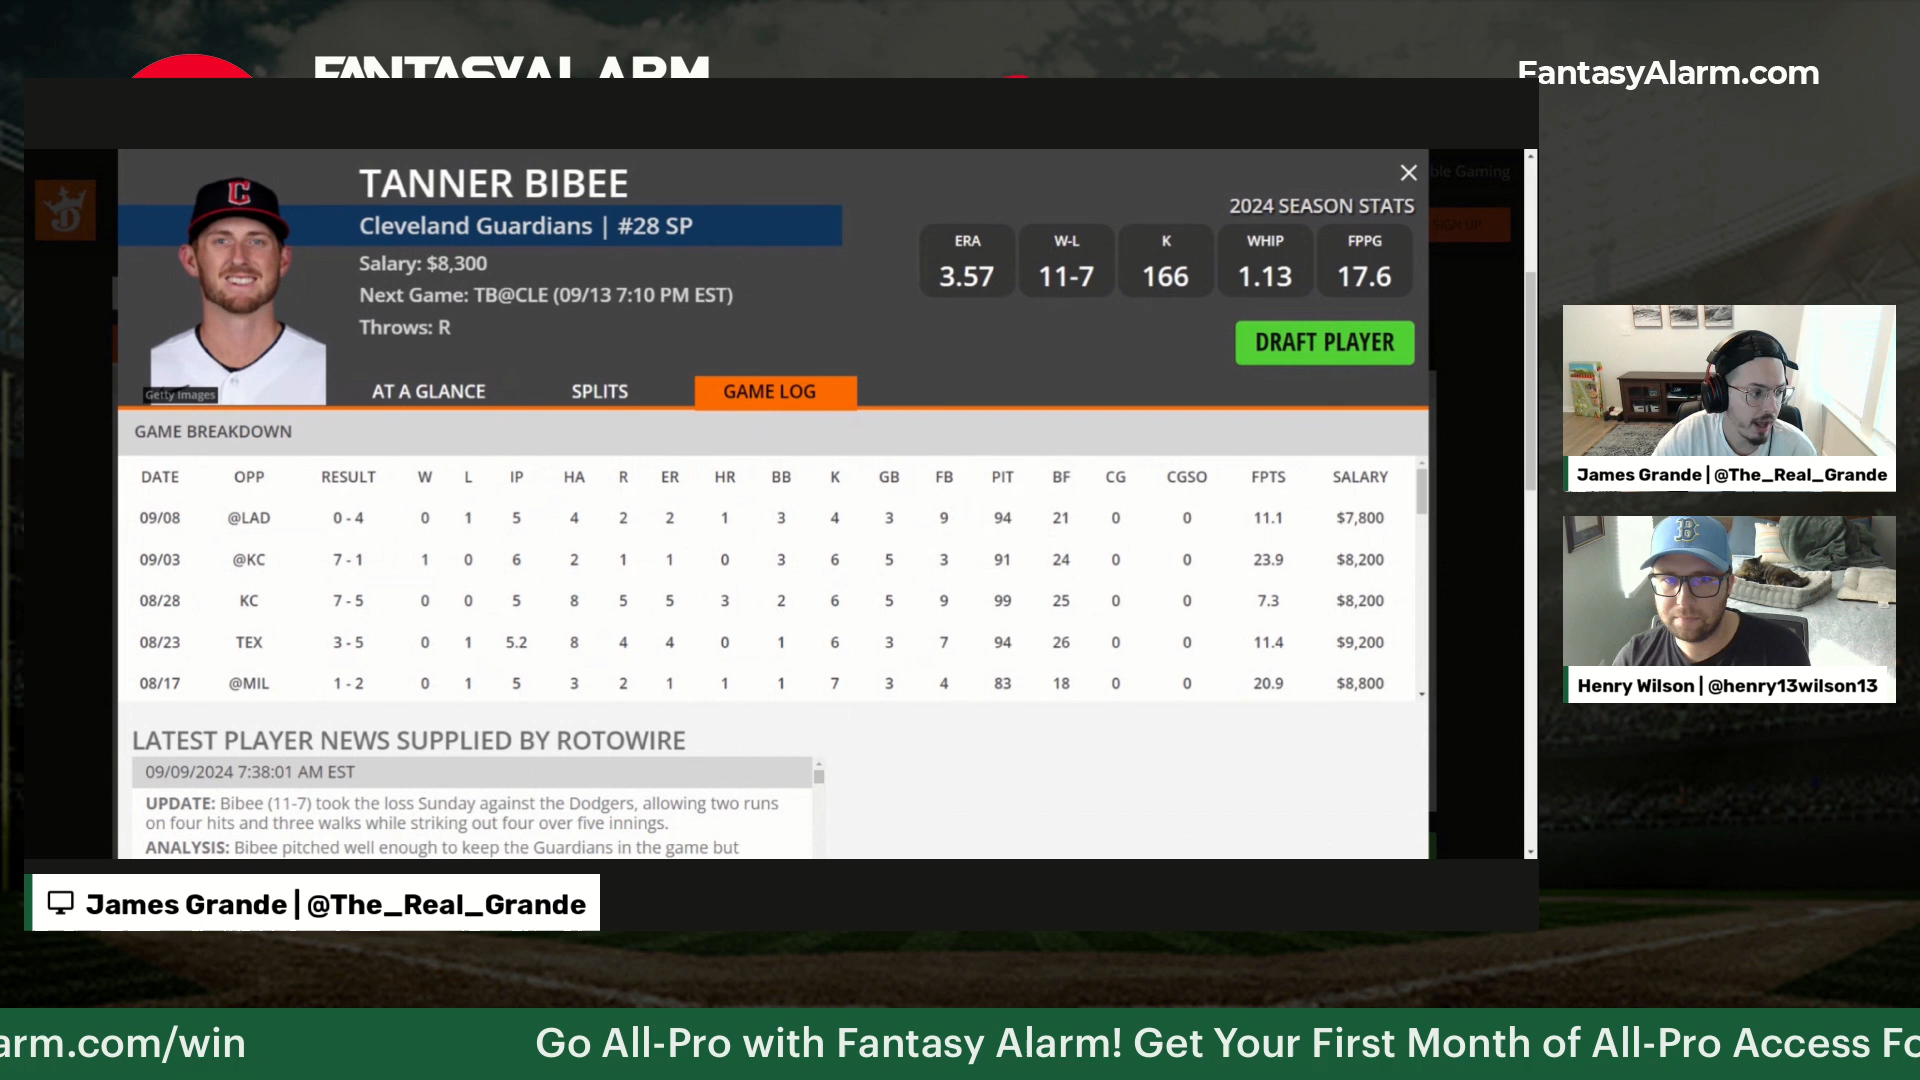 FANTASYALARM
FantasyAlarm.com
ble Gaming
SIGN UP
TANNER BIBEE
Cleveland Guardians | #28 SP
Salary: $8,300
Next Game: TB@CLE (09/13 7:10 PM EST)
Throws: R
2024 SEASON STATS
ERA W-L K WHIP FPPG
3.57 11-7 166 1.13 17.6
DRAFT PLAYER
Getty Images
AT A GLANCE SPLITS GAME LOG
GAME BREAKDOWN
DATE OPP RESULT W L IP HA R ER HR BB K GB FB PIT BF CG CGSO FPTS SALARY
09/08 @LAD 0 - 4 0 1 5 4 2 2 1 3 4 3 9 94 21 0 0 11.1 $7,800
09/03 @KC 7 - 1 1 0 6 2 1 1 0 3 6 5 3 91 24 0 0 23.9 $8,200
08/28 KC 7 - 5 0 0 5 8 5 5 3 2 6 5 9 99 25 0 0 7.3 $8,200
08/23 TEX 3 - 5 0 1 5.2 8 4 4 0 1 6 3 7 94 26 0 0 11.4 $9,200
08/17 @MIL 1 - 2 0 1 5 3 2 1 1 1 7 3 4 83 18 0 0 20.9 $8,800
LATEST PLAYER NEWS SUPPLIED BY ROTOWIRE
09/09/2024 7:38:01 AM EST
UPDATE: Bibee (11-7) took the loss Sunday against the Dodgers, allowing two runs
on four hits and three walks while striking out four over five innings.
ANALYSIS: Bibee pitched well enough to keep the Guardians in the game but
James Grande | @The_Real_Grande
Henry Wilson | @henry13wilson13
James Grande | @The_Real_Grande
arm.com/win Go All-Pro with Fantasy Alarm! Get Your First Month of All-Pro Access Fo